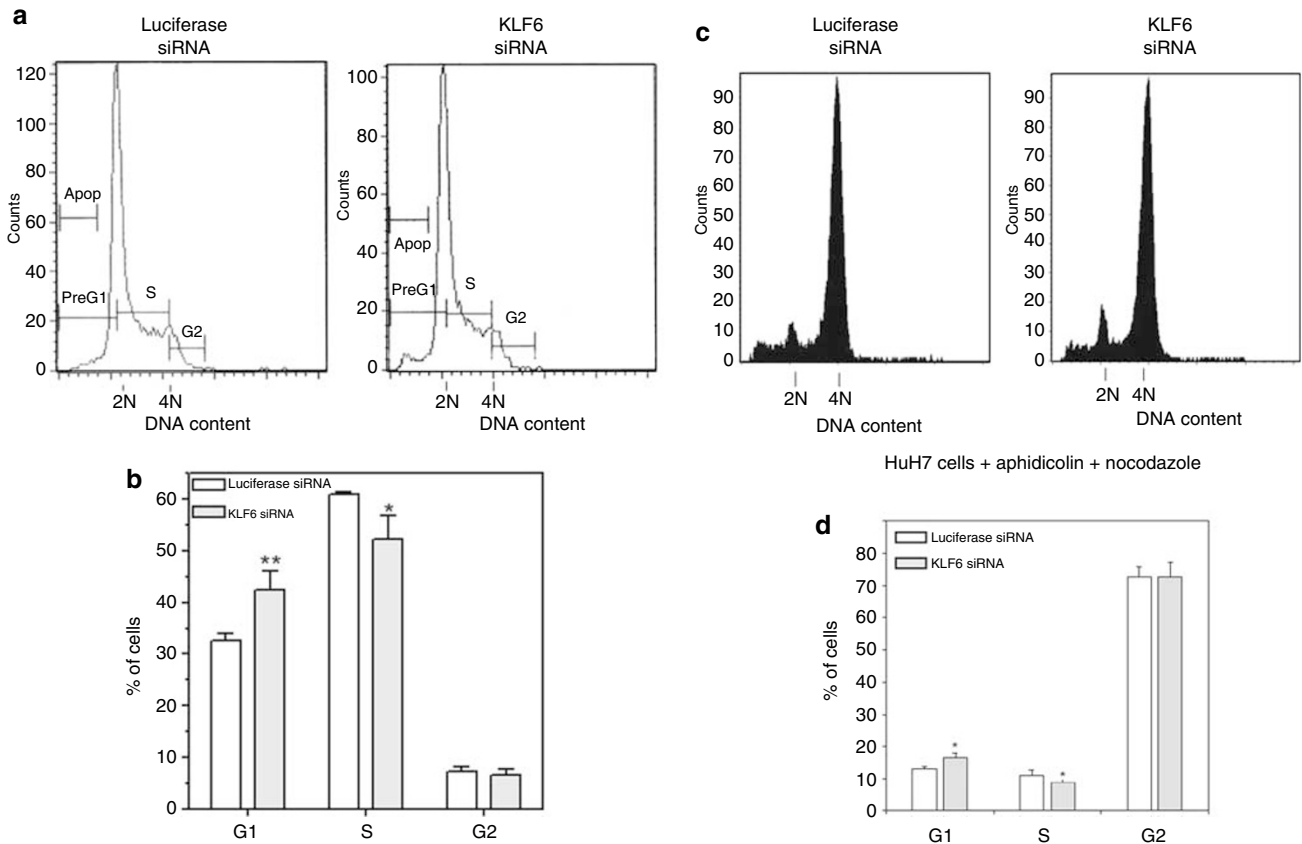 a
Luciferase
siRNA
KLF6
siRNA
120
100
80
60
40
20
0
Counts
Apop
PreG1
S
G2
2N
4N
DNA content
100
80
60
40
20
0
Counts
Apop
PreG1
S
G2
2N
4N
DNA content
b
Luciferase siRNA
KLF6 siRNA
60
50
40
30
20
10
0
% of cells
**
*
G1
S
G2
c
Luciferase
siRNA
KLF6
siRNA
90
80
70
60
50
40
30
20
10
0
Counts
2N
4N
DNA content
90
80
70
60
50
40
30
20
10
0
Counts
2N
4N
DNA content
HuH7 cells + aphidicolin + nocodazole
d
Luciferase siRNA
KLF6 siRNA
80
70
60
50
40
30
20
10
0
% of cells
*
*
G1
S
G2